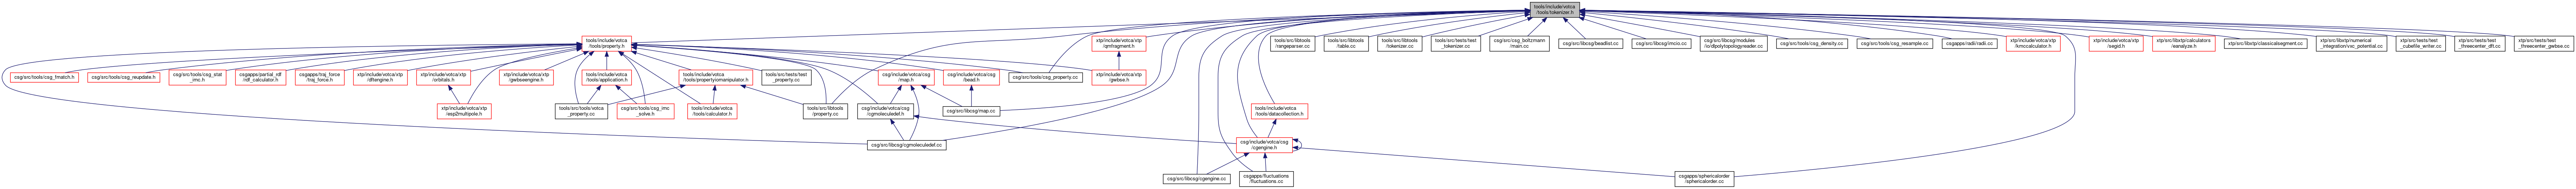 tools/include/votca
/tools/tokenizer.h
tools/include/votca
/tools/property.h
xtp/include/votca/xtp
/qmfragment.h
tools/src/libtools
/rangeparser.cc
tools/src/libtools
/table.cc
tools/src/libtools
/tokenizer.cc
tools/src/tests/test
_tokenizer.cc
csg/src/csg_boltzmann
/main.cc
csg/src/libcsg/beadlist.cc
csg/src/libcsg/imcio.cc
csg/src/libcsg/modules
/io/dlpolytopologyreader.cc
csg/src/tools/csg_density.cc
csg/src/tools/csg_resample.cc
csgapps/radii/radii.cc
xtp/include/votca/xtp
/kmccalculator.h
xtp/include/votca/xtp
/segid.h
xtp/src/libxtp/calculators
/eanalyze.h
xtp/src/libxtp/classicalsegment.cc
xtp/src/libxtp/numerical
_integration/vxc_potential.cc
xtp/src/tests/test
_cubefile_writer.cc
xtp/src/tests/test
_threecenter_dft.cc
xtp/src/tests/test
_threecenter_gwbse.cc
csg/src/tools/csg_fmatch.h
csg/src/tools/csg_reupdate.h
csg/src/tools/csg_stat
_imc.h
csgapps/partial_rdf
/rdf_calculator.h
csgapps/traj_force
/traj_force.h
xtp/include/votca/xtp
/dftengine.h
xtp/include/votca/xtp
/orbitals.h
xtp/include/votca/xtp
/gwbseengine.h
tools/include/votca
/tools/application.h
tools/include/votca
/tools/propertyiomanipulator.h
tools/src/tests/test
_property.cc
csg/include/votca/csg
/map.h
csg/include/votca/csg
/bead.h
csg/src/tools/csg_property.cc
xtp/include/votca/xtp
/gwbse.h
xtp/include/votca/xtp
/esp2multipole.h
tools/src/tools/votca
_property.cc
csg/src/tools/csg_imc
_solve.h
tools/include/votca
/tools/calculator.h
tools/src/libtools
/property.cc
csg/include/votca/csg
/cgmoleculedef.h
csg/src/libcsg/map.cc
tools/include/votca
/tools/datacollection.h
csg/src/libcsg/cgmoleculedef.cc
csg/include/votca/csg
/cgengine.h
csg/src/libcsg/cgengine.cc
csgapps/fluctuations
/fluctuations.cc
csgapps/sphericalorder
/sphericalorder.cc